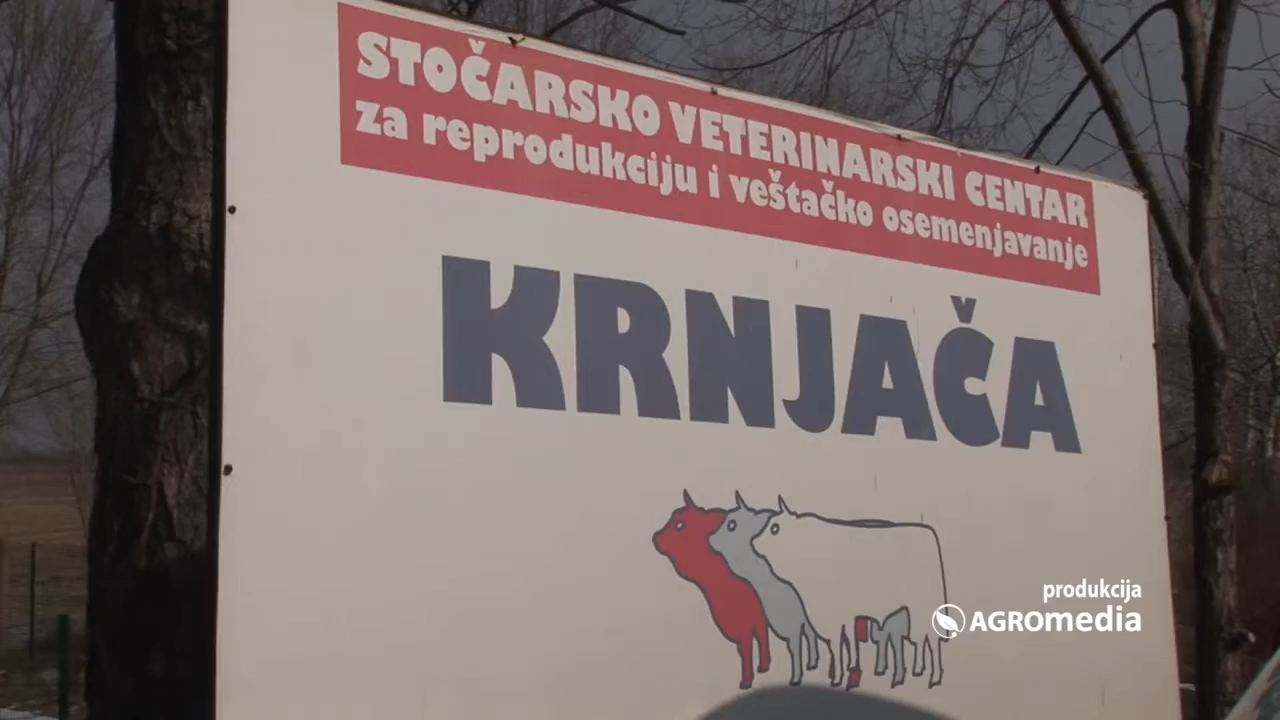 STOČARSKO VETERINARSKI CENTAR
za reprodukciju i veštačko osemenjavanje
KRNJAČA
produkcija
AGROmedia